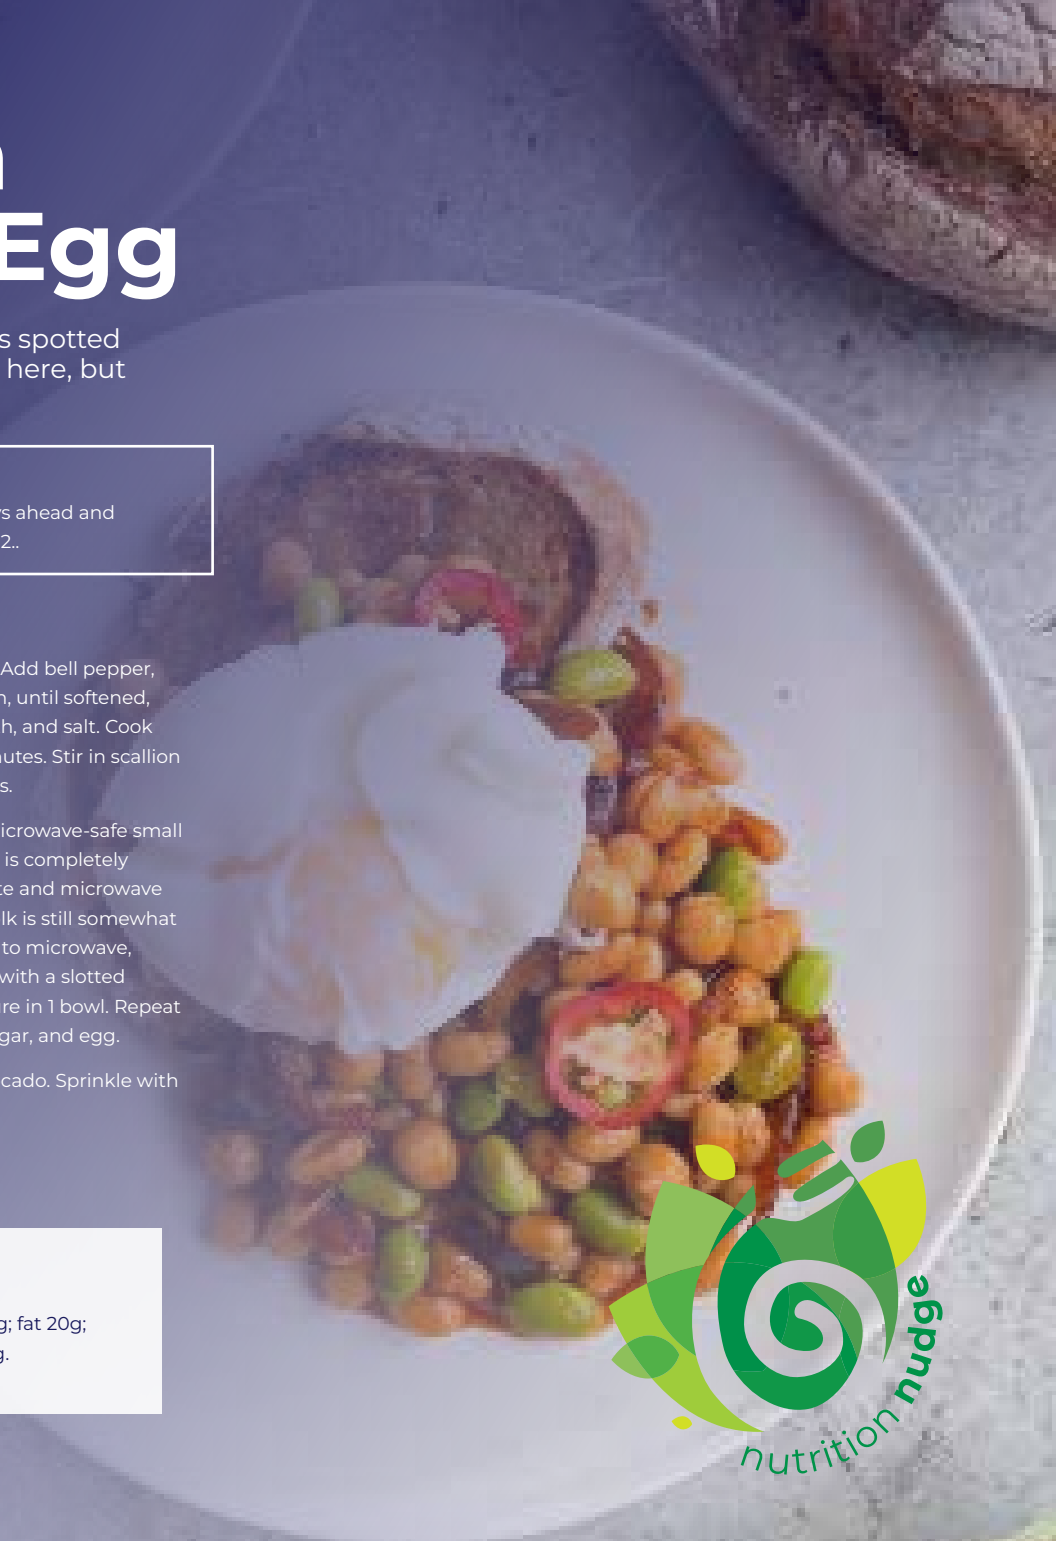 Egg
s spotted
here, but
s ahead and
2..
Add bell pepper,
n, until softened,
h, and salt. Cook
utes. Stir in scallion
s.
icrowave-safe small
is completely
te and microwave
lk is still somewhat
to microwave,
with a slotted
re in 1 bowl. Repeat
gar, and egg.
cado. Sprinkle with
g; fat 20g;
g.
nutrition nudge